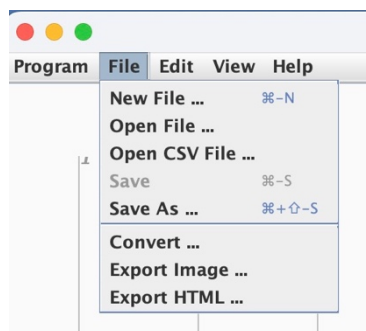 Program File Edit View Help
New File ... ⌘-N
Open File ...
Open CSV File ...
Save ⌘-S
Save As ... ⌘+⇧-S
Convert ...
Export Image ...
Export HTML ...